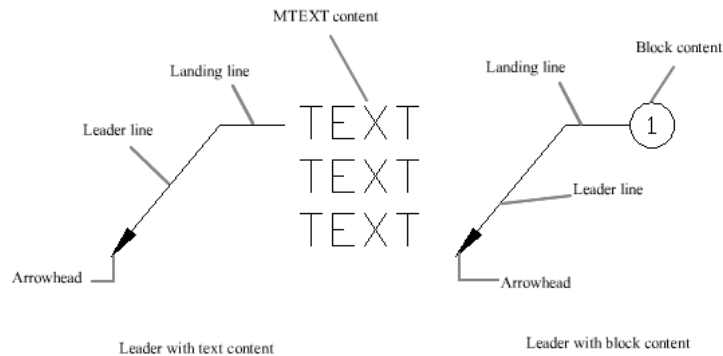 MTEXT content
Landing line
Leader line
TEXT
TEXT
TEXT
Arrowhead
Leader with text content
Block content
Landing line
1
Leader line
Arrowhead
Leader with block content